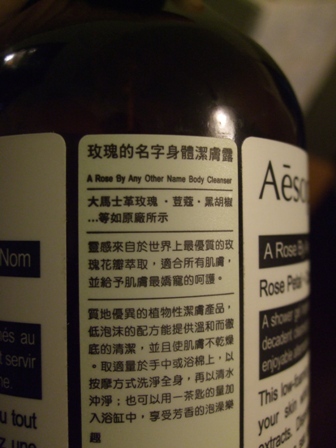 玫瑰的名字身體潔膚露
A Rose By Any Other Name Body Cleanser
大馬士革玫瑰．荳蔻．黑胡椒
...等如原廠所示
靈感來自於世界上最優質的玫
瑰花瓣萃取，適合所有肌膚，
並給予肌膚最嬌寵的呵護。
質地優異的植物性潔膚產品，
低泡沫的配方能提供溫和而徹
底的清潔，並且使肌膚不乾燥
。取適量於手中或浴棉上，以
按摩方式洗淨全身，再以清水
沖淨；也可以用一茶匙的量加
入浴缸中，享受芳香的泡澡樂
趣
Nom
servir
u tout
z une
Aēso
A Rose By
Rose Petal
A shower ge
decadent clea
enjoyable
This low-foa
your skin
extracts